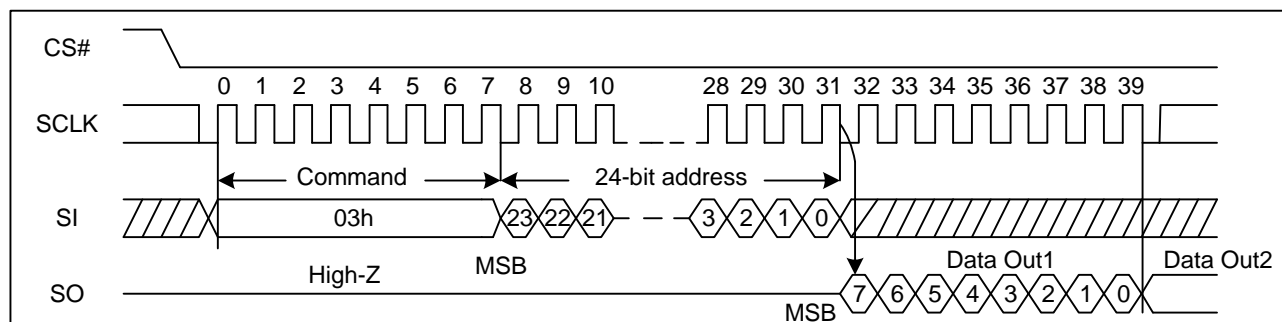 CS#
0 1 2 3 4 5 6 7 8 9 10 28 29 30 31 32 33 34 35 36 37 38 39
SCLK
Command 24-bit address
SI 03h 23 22 21 3 2 1 0
High-Z MSB Data Out1 Data Out2
SO 7 6 5 4 3 2 1 0
MSB